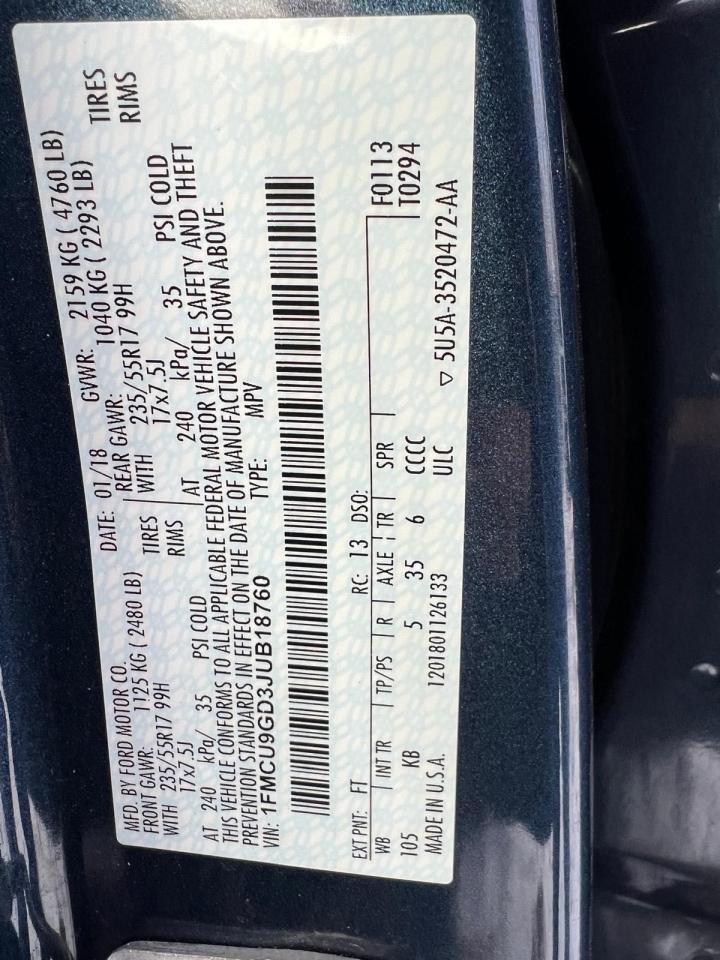 MFD. BY FORD MOTOR CO. DATE: 01/18 GVWR: 2159 KG ( 4760 LB)
FRONT GAWR: 1125 KG ( 2480 LB) REAR GAWR: 1040 KG ( 2293 LB)
WITH 235/55R17 99H TIRES WITH 235/55R17 99H TIRES
17x7.5J RIMS 17x7.5J RIMS
AT 240 kPa/ 35 PSI COLD AT 240 kPa/ 35 PSI COLD
THIS VEHICLE CONFORMS TO ALL APPLICABLE FEDERAL MOTOR VEHICLE SAFETY AND THEFT
PREVENTION STANDARDS IN EFFECT ON THE DATE OF MANUFACTURE SHOWN ABOVE.
VIN: 1FMCU9GD3JUB18760 TYPE: MPV
EXT PNT: FT RC: 13 DSO: F0113
WB INT TR TP/PS R AXLE TR SPR T0294
105 KB 5 35 6 CCCC
MADE IN U.S.A. 1201801126133 ULC ▽ 5U5A-3520472-AA